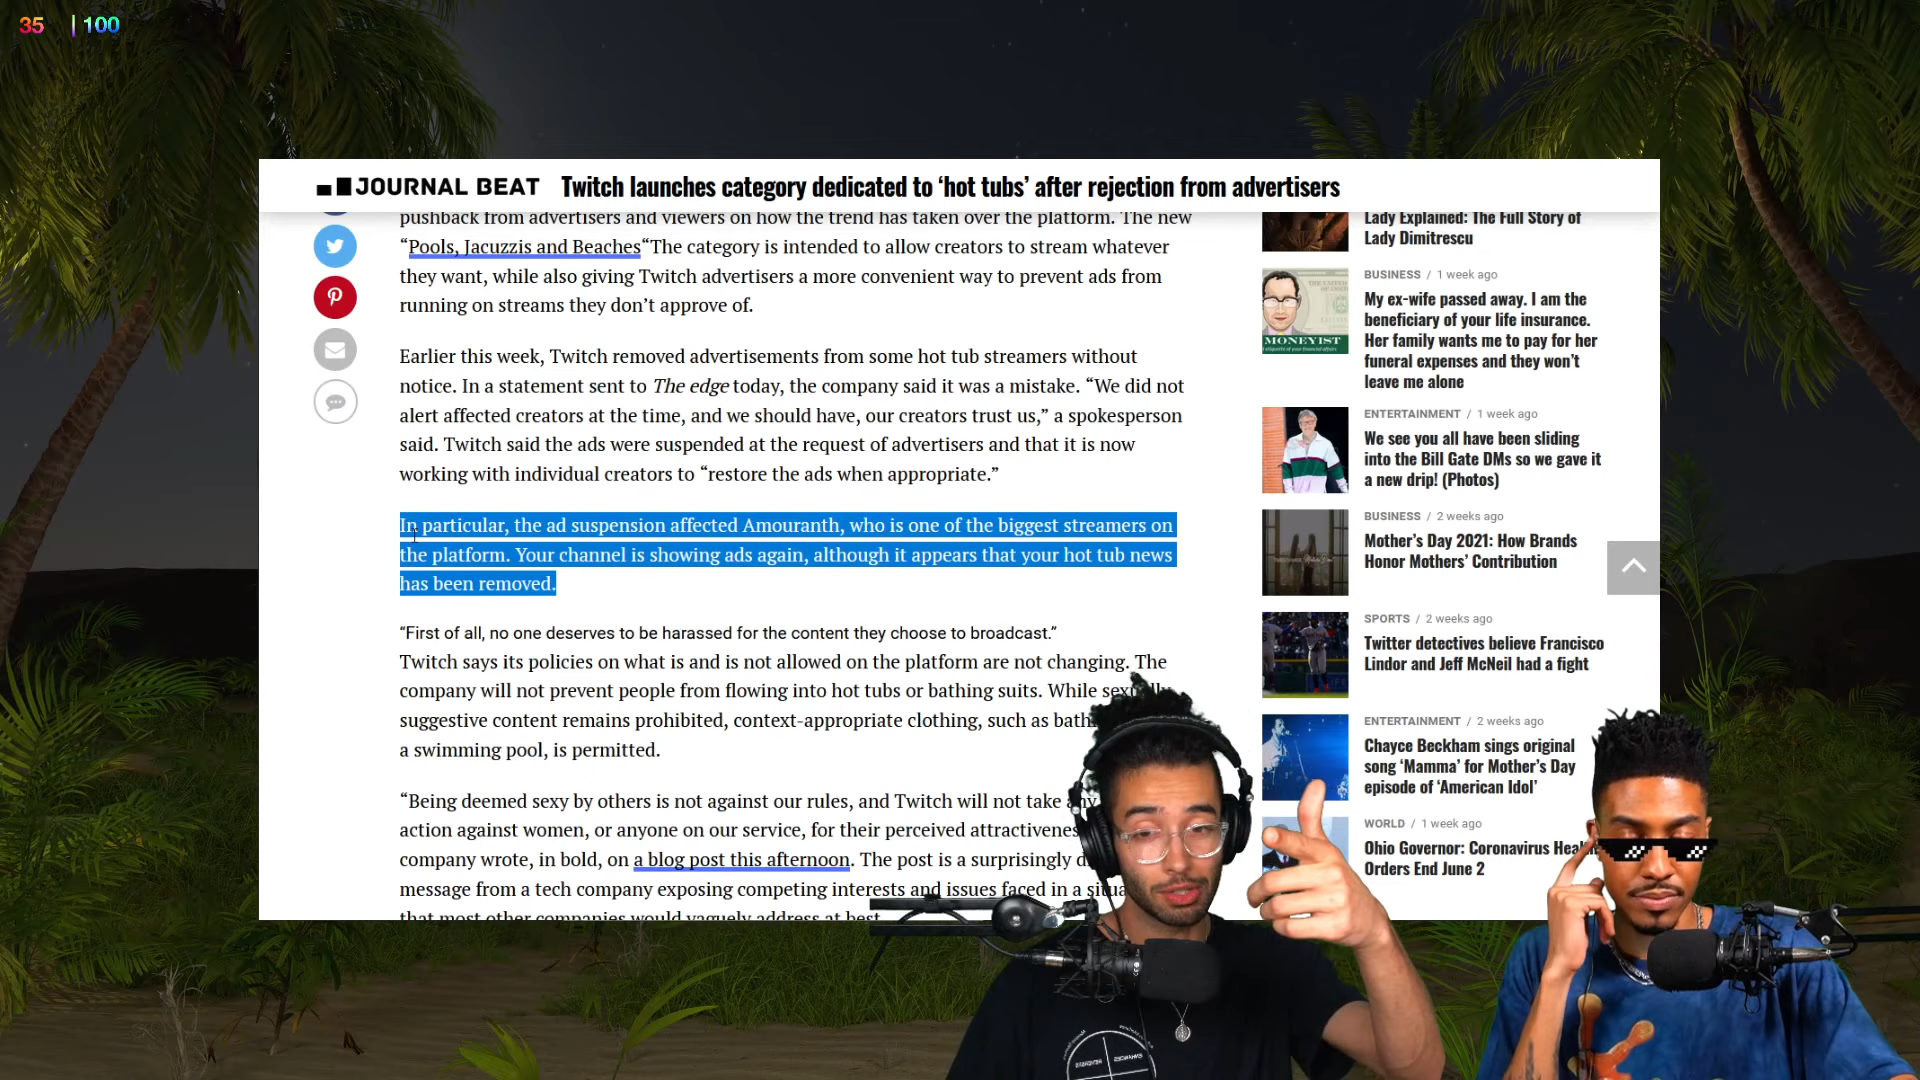 35 | 100
JOURNAL BEAT Twitch launches category dedicated to ‘hot tubs’ after rejection from advertisers
pushback from advertisers and viewers on how the trend has taken over the platform. The new
“Pools, Jacuzzis and Beaches“The category is intended to allow creators to stream whatever
they want, while also giving Twitch advertisers a more convenient way to prevent ads from
running on streams they don’t approve of.
Earlier this week, Twitch removed advertisements from some hot tub streamers without
notice. In a statement sent to The edge today, the company said it was a mistake. “We did not
alert affected creators at the time, and we should have, our creators trust us,” a spokesperson
said. Twitch said the ads were suspended at the request of advertisers and that it is now
working with individual creators to “restore the ads when appropriate.”
In particular, the ad suspension affected Amouranth, who is one of the biggest streamers on
the platform. Your channel is showing ads again, although it appears that your hot tub news
has been removed.
“First of all, no one deserves to be harassed for the content they choose to broadcast.”
Twitch says its policies on what is and is not allowed on the platform are not changing. The
company will not prevent people from flowing into hot tubs or bathing suits. While sexually
suggestive content remains prohibited, context-appropriate clothing, such as
a swimming pool, is permitted.
“Being deemed sexy by others is not against our rules, and Twitch will not take any
action against women, or anyone on our service, for their perceived
company wrote, in bold, on a blog post this afternoon. The post is a surprisingly
message from a tech company exposing competing interests and issues faced in a
that most other companies would vaguely address at best.
Lady Explained: The Full Story of
Lady Dimitrescu
BUSINESS / 1 week ago
My ex-wife passed away. I am the
beneficiary of your life insurance.
Her family wants me to pay for her
funeral expenses and they won’t
leave me alone
MONEYIST
ENTERTAINMENT / 1 week ago
We see you all have been sliding
into the Bill Gate DMs so we gave it
a new drip! (Photos)
BUSINESS / 2 weeks ago
Mother’s Day 2021: How Brands
Honor Mothers’ Contribution
SPORTS / 2 weeks ago
Twitter detectives believe Francisco
Lindor and Jeff McNeil had a fight
ENTERTAINMENT / 2 weeks ago
Chayce Beckham sings original
song ‘Mamma’ for Mother’s Day
episode of ‘American Idol’
WORLD / 1 week ago
Ohio Governor: Coronavirus
Orders End June 2